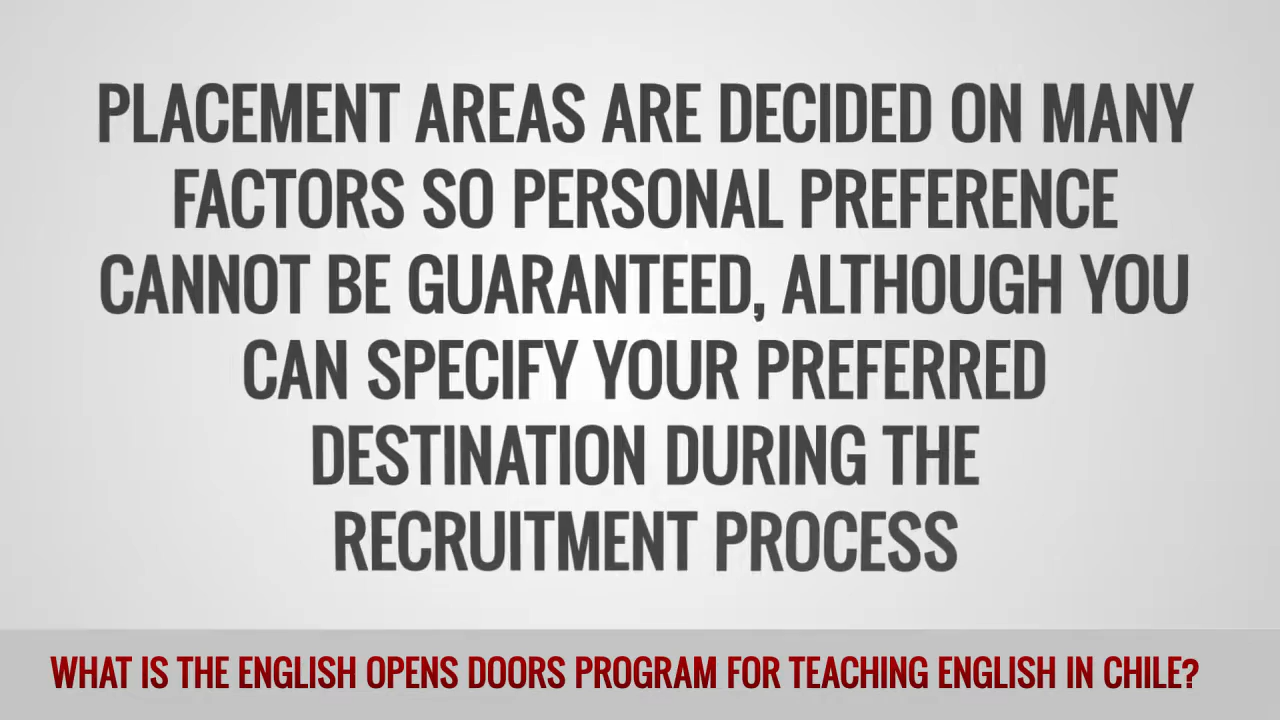 PLACEMENT AREAS ARE DECIDED ON MANY
FACTORS SO PERSONAL PREFERENCE
CANNOT BE GUARANTEED, ALTHOUGH YOU
CAN SPECIFY YOUR PREFERRED
DESTINATION DURING THE
RECRUITMENT PROCESS
WHAT IS THE ENGLISH OPENS DOORS PROGRAM FOR TEACHING ENGLISH IN CHILE?